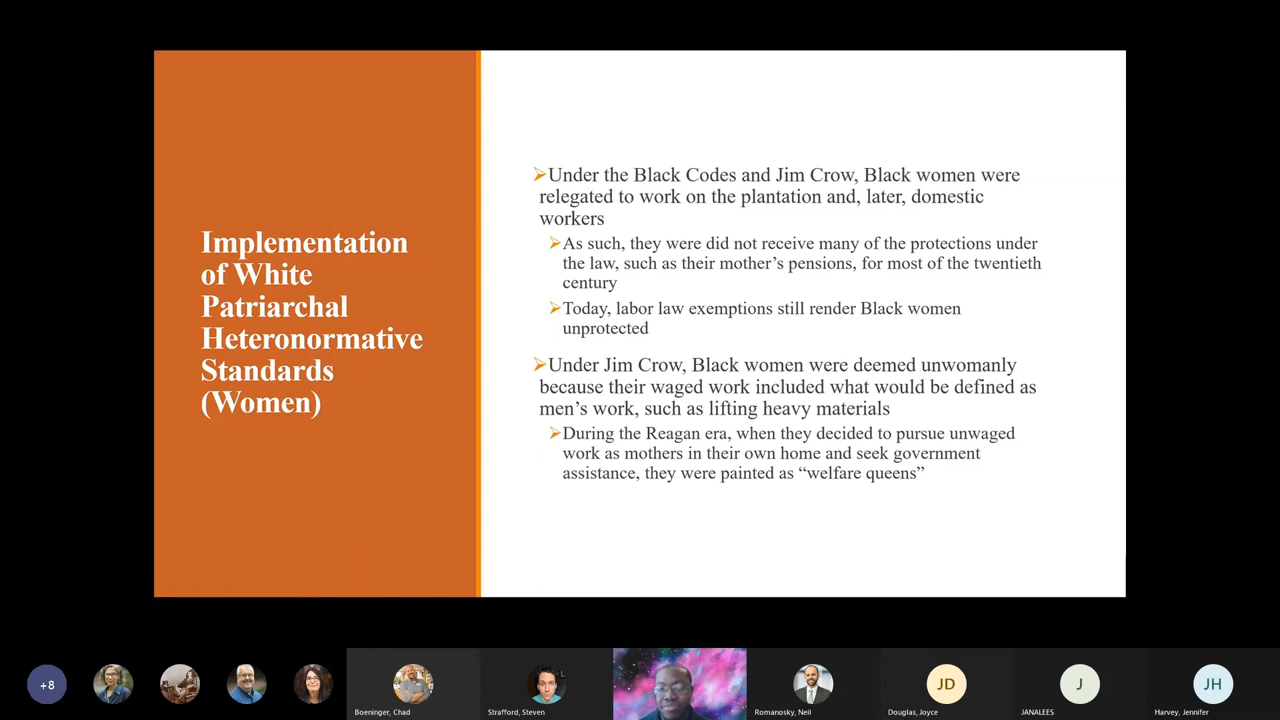 Implementation
of White
Patriarchal
Heteronormative
Standards
(Women)
➢Under the Black Codes and Jim Crow, Black women were
relegated to work on the plantation and, later, domestic
workers
➢As such, they were did not receive many of the protections under
the law, such as their mother’s pensions, for most of the twentieth
century
➢Today, labor law exemptions still render Black women
unprotected
➢Under Jim Crow, Black women were deemed unwomanly
because their waged work included what would be defined as
men’s work, such as lifting heavy materials
➢During the Reagan era, when they decided to pursue unwaged
work as mothers in their own home and seek government
assistance, they were painted as “welfare queens”
+8
Boeninger, Chad
Strafford, Steven
Romanosky, Neil
JD
Douglas, Joyce
J
JANALEES
JH
Harvey, Jennifer